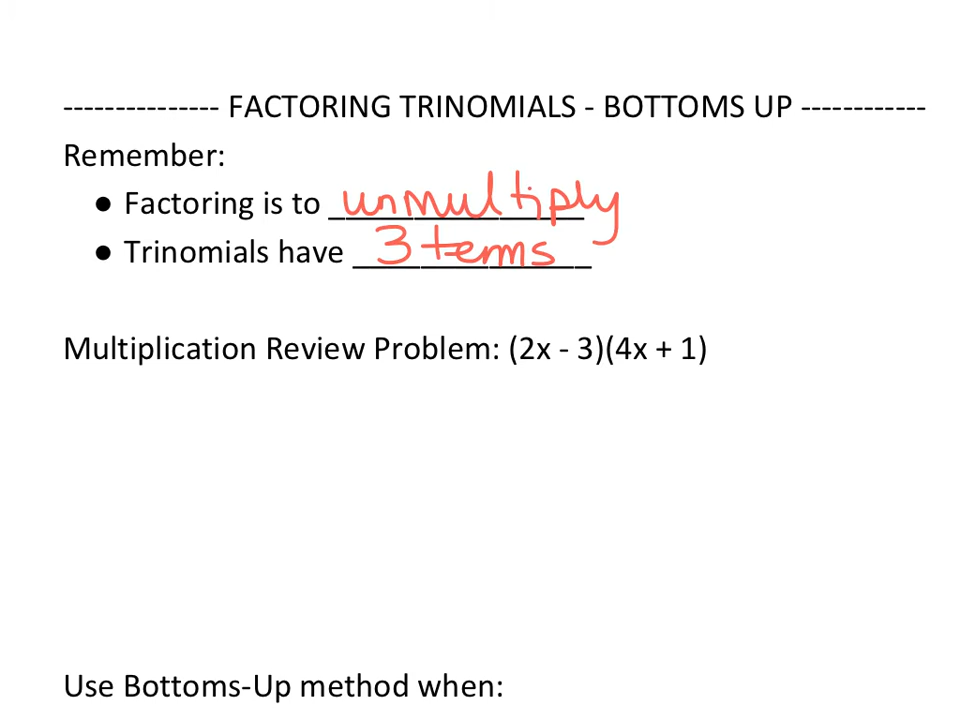 --------------- FACTORING TRINOMIALS - BOTTOMS UP ------------
Remember:
● Factoring is to unmultiply
● Trinomials have 3 terms
Multiplication Review Problem: (2x - 3)(4x + 1)
Use Bottoms-Up method when: